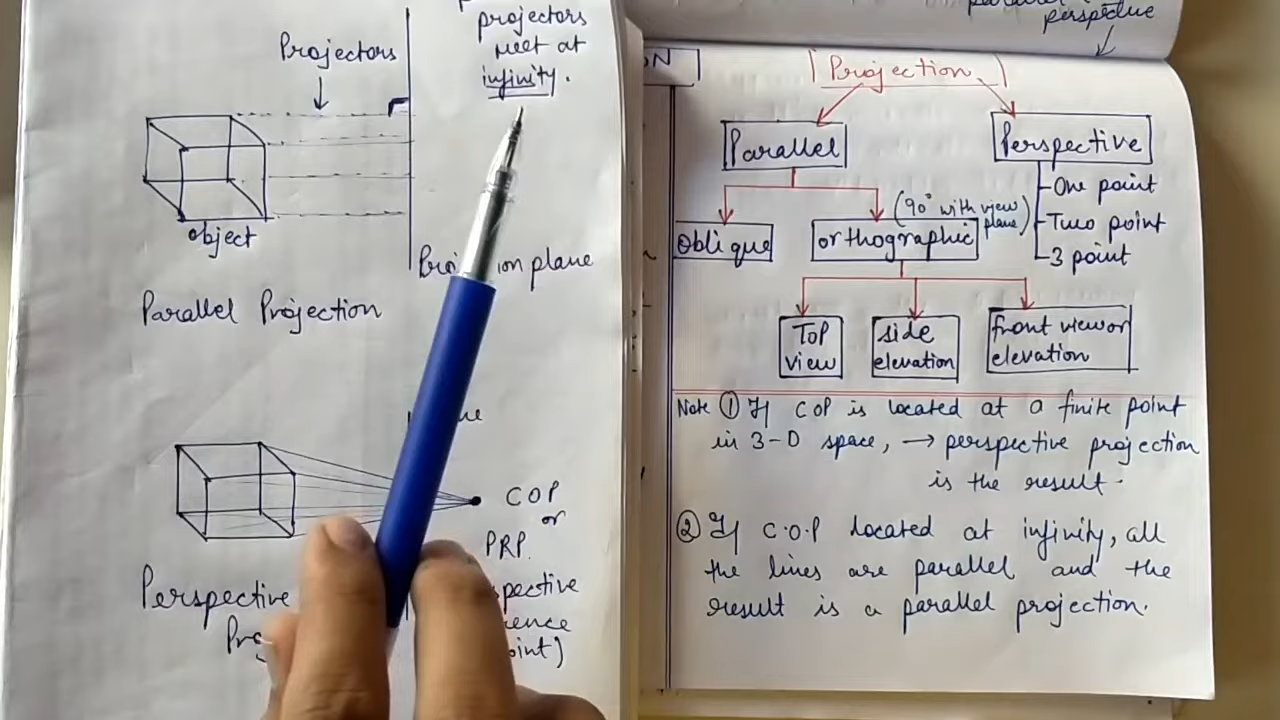 projectors
meet at
infinity.
Projectors
object
Parallel Projection
plane
COP
or
PRP.
Perspective
perspective
ON
Projection
Parallel
Perspective
One point
Two point
3 point
Oblique
orthographic
(90° with view
plane)
Top
view
side
elevation
front view or
elevation
Note ① If COP is located at a finite point
in 3-D space, → perspective projection
is the result.
② If C.O.P located at infinity, all
the lines are parallel and the
result is a parallel projection.